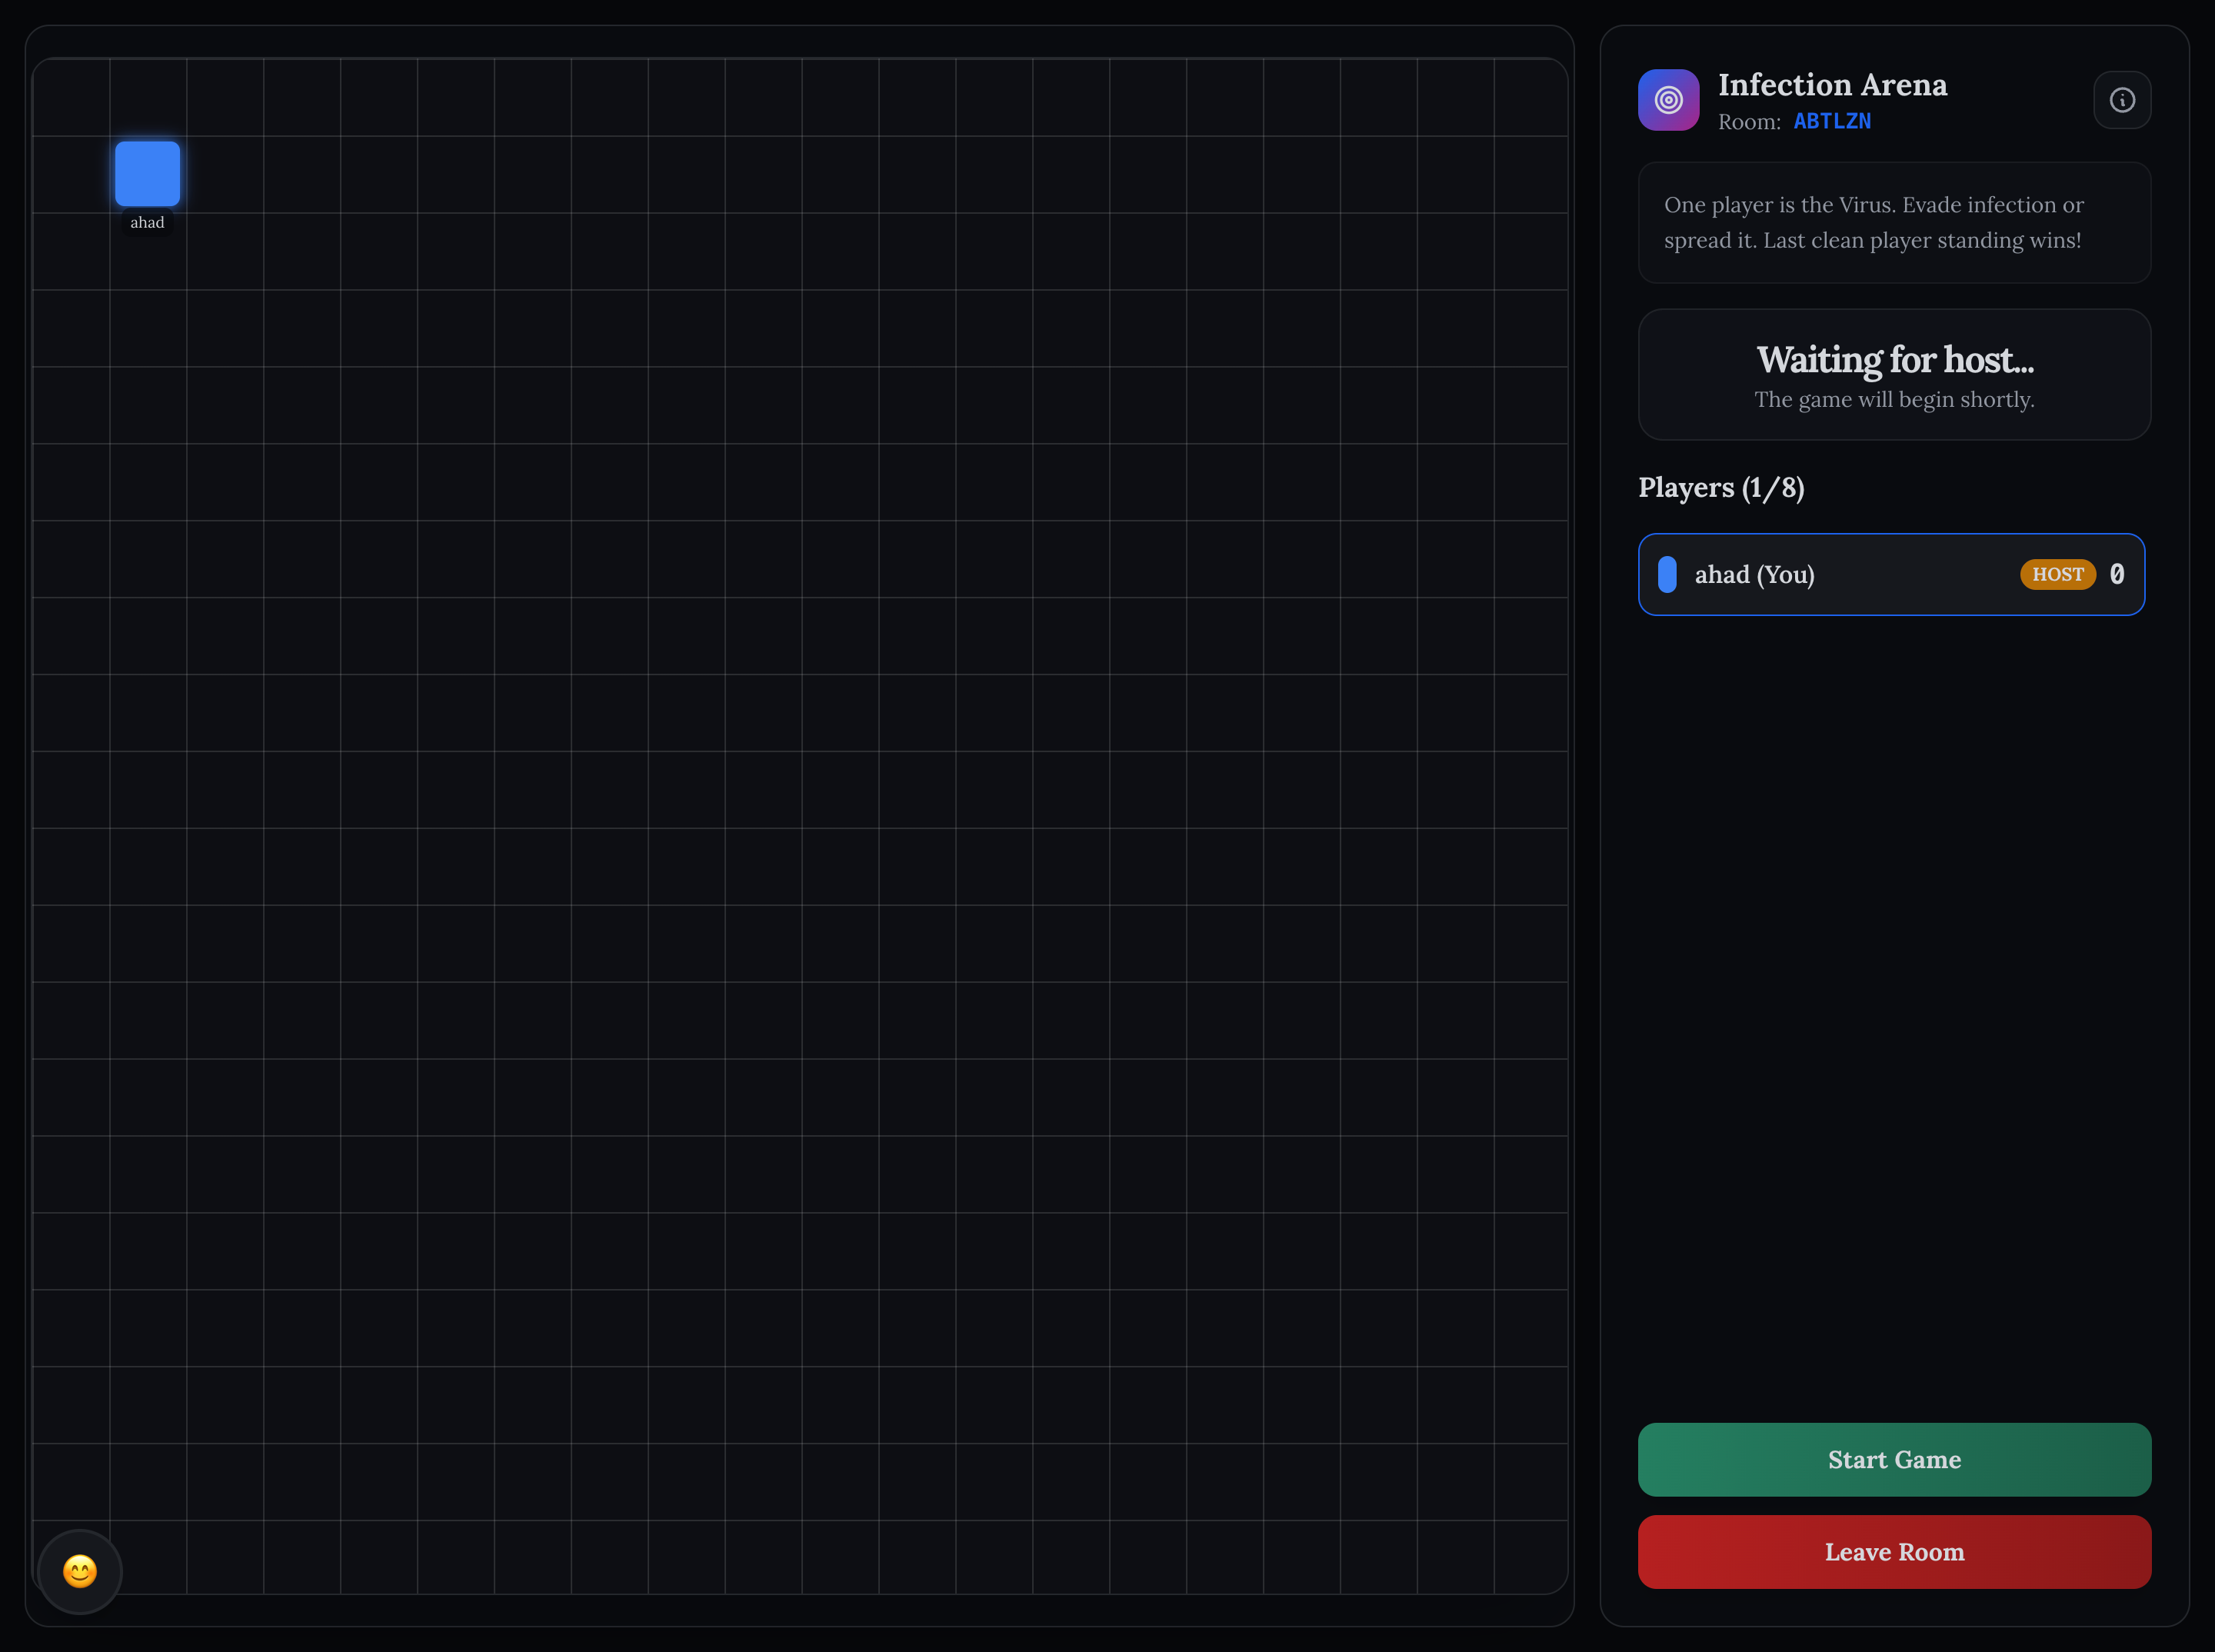 ahad
Infection Arena
Room: ABTLZN
One player is the Virus. Evade infection or
spread it. Last clean player standing wins!
Waiting for host...
The game will begin shortly.
Players (1/8)
ahad (You) HOST 0
Start Game
Leave Room